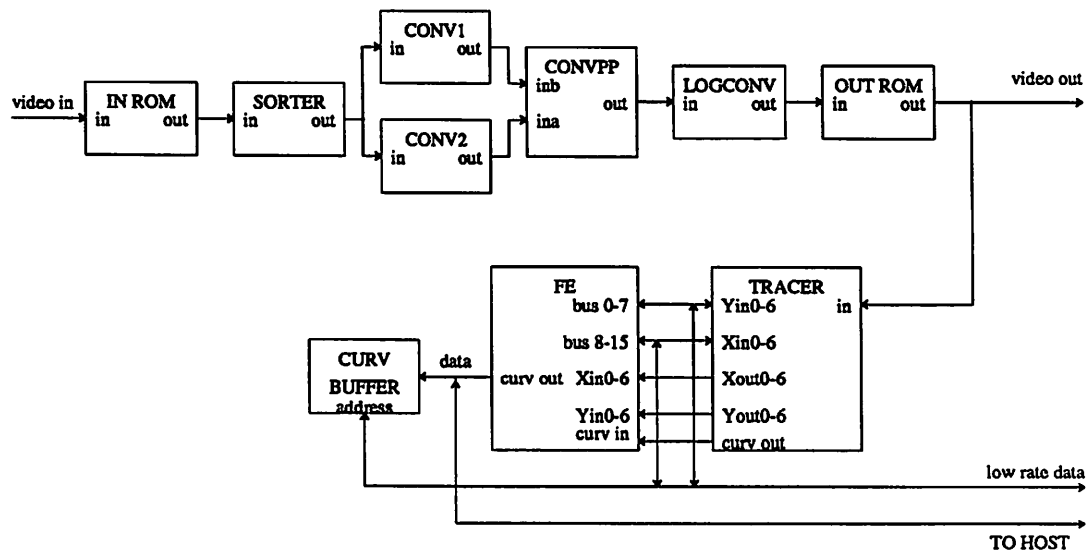 video in
IN ROM
in
out
SORTER
in
out
CONV1
in
out
CONV2
in
out
CONVPP
inb
out
ina
LOGCONV
in
out
OUT ROM
in
out
video out
FE
bus 0-7
bus 8-15
curv out
Xin0-6
Yin0-6
curv in
TRACER
Yin0-6
in
Xin0-6
Xout0-6
Yout0-6
curv out
CURV
BUFFER
address
data
low rate data
TO HOST